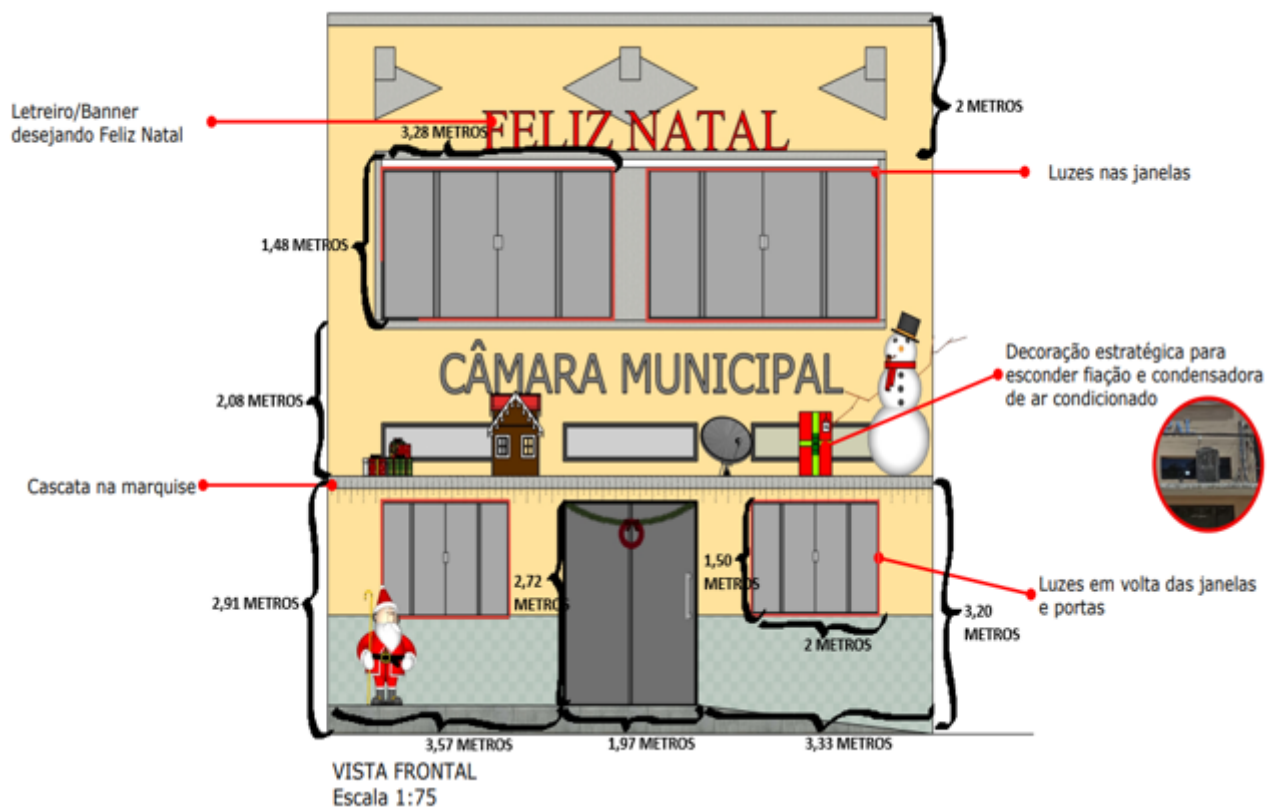 2 METROS
Letreiro/Banner
desejando Feliz Natal
FELIZ NATAL
3,28 METROS
Luzes nas janelas
1,48 METROS
CÂMARA MUNICIPAL
Decoração estratégica para
esconder fiação e condensadora
de ar condicionado
2,08 METROS
Cascata na marquise
1,50
METROS
2,72
METROS
2,91 METROS
Luzes em volta das janelas
e portas
3,20
METROS
2 METROS
3,57 METROS
1,97 METROS
3,33 METROS
VISTA FRONTAL
Escala 1:75